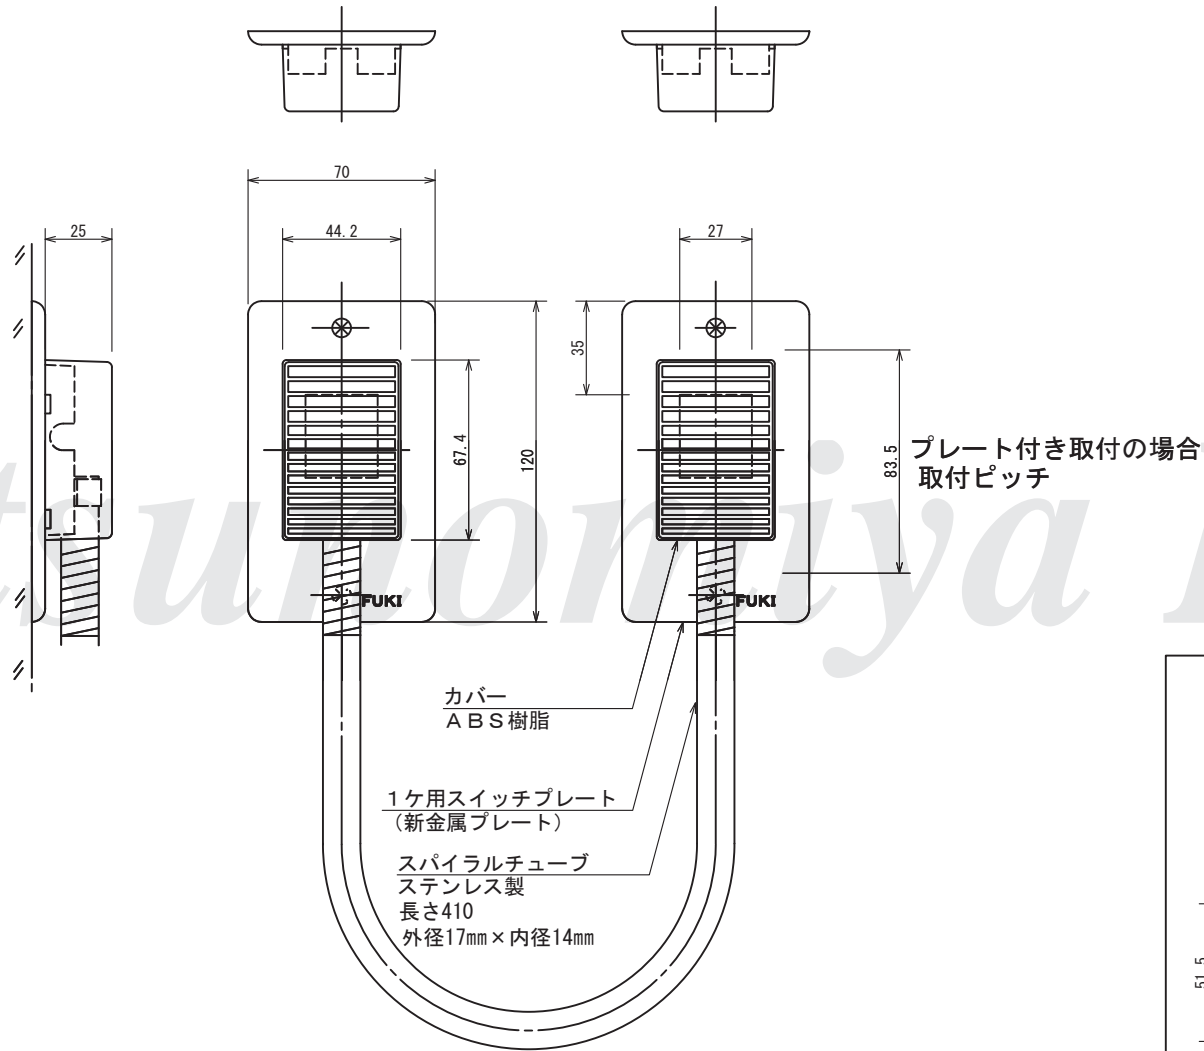 70
25
44.2
27
35
67.4
120
83.5
プレート付き取付の場合
取付ピッチ
tsunomiya
FUKI
FUKI
カバー
ＡＢＳ樹脂
１ケ用スイッチプレート
（新金属プレート）
スパイラルチューブ
ステンレス製
長さ410
外径17mm×内径14mm
51.5